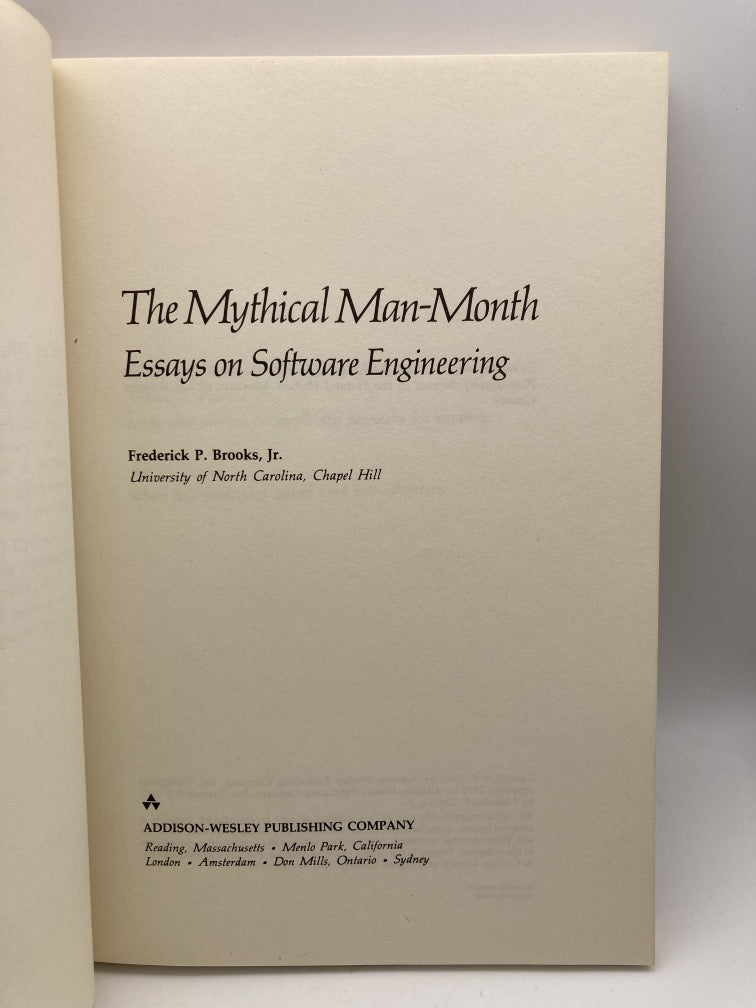 The Mythical Man-Month
Essays on Software Engineering
Frederick P. Brooks, Jr.
University of North Carolina, Chapel Hill
ADDISON-WESLEY PUBLISHING COMPANY
Reading, Massachusetts • Menlo Park, California
London • Amsterdam • Don Mills, Ontario • Sydney